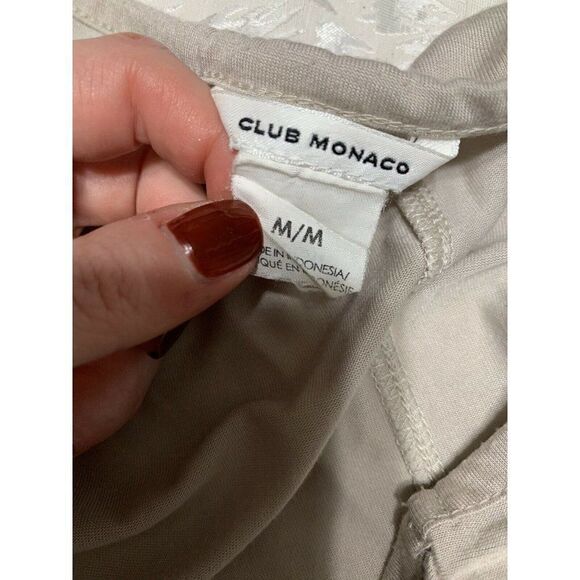 CLUB MONACO
M/M
IN INDONESIA/
EN